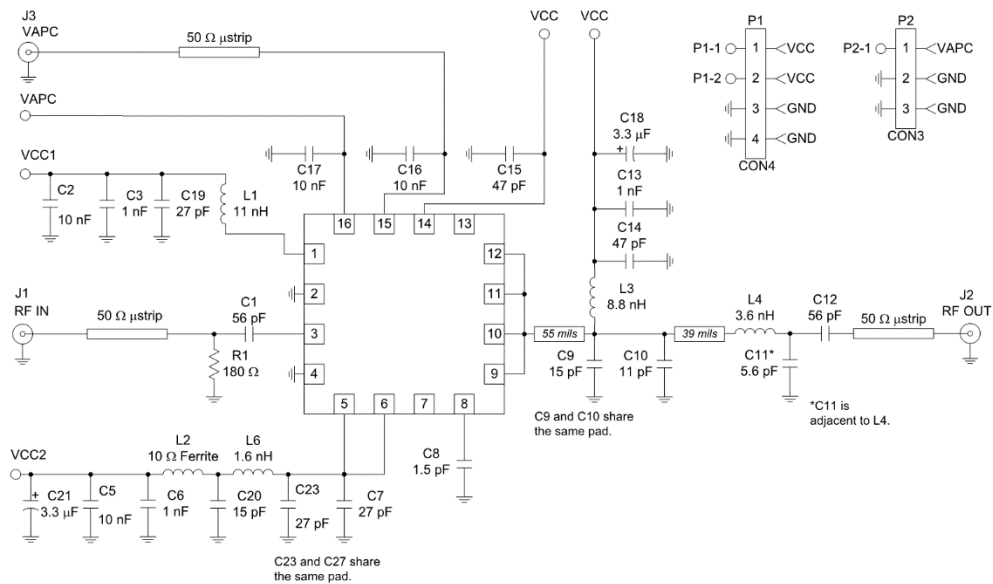 J3
VAPC
50 Ω µstrip
VAPC
VCC1
C2
10 nF
C3
1 nF
C19
27 pF
L1
11 nH
C17
10 nF
C16
10 nF
C15
47 pF
VCC
VCC
C18
+
3.3 µF
C13
1 nF
C14
47 pF
L3
8.8 nH
P1
P1-1
1
VCC
P1-2
2
VCC
3
GND
4
GND
CON4
P2
P2-1
1
VAPC
2
GND
3
GND
CON3
16
15
14
13
1
2
3
4
12
11
10
9
5
6
7
8
J1
RF IN
50 Ω µstrip
C1
56 pF
R1
180 Ω
55 mils
C9
15 pF
C10
11 pF
39 mils
L4
3.6 nH
C11*
5.6 pF
C12
56 pF
50 Ω µstrip
J2
RF OUT
C9 and C10 share
the same pad.
*C11 is
adjacent to L4.
VCC2
+
C21
3.3 µF
C5
10 nF
C6
1 nF
L2
10 Ω Ferrite
C20
15 pF
L6
1.6 nH
C23
27 pF
C7
27 pF
C8
1.5 pF
C23 and C27 share
the same pad.